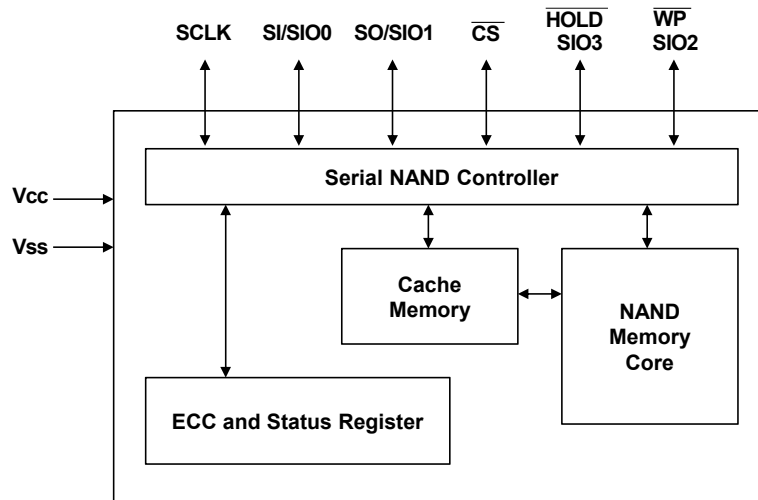 SCLK SI/SIO0 SO/SIO1 CS HOLD WP
SIO3 SIO2
Serial NAND Controller
Vcc
Vss
Cache
Memory
NAND
Memory
Core
ECC and Status Register